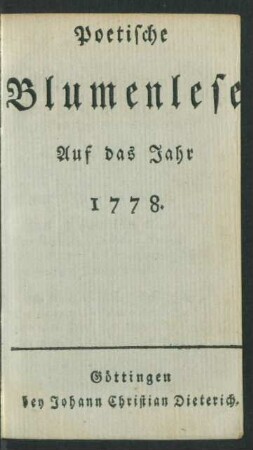 Poetische
Blumenlese
Auf das Jahr
1778.
Göttingen
bey Johann Christian Dieterich.